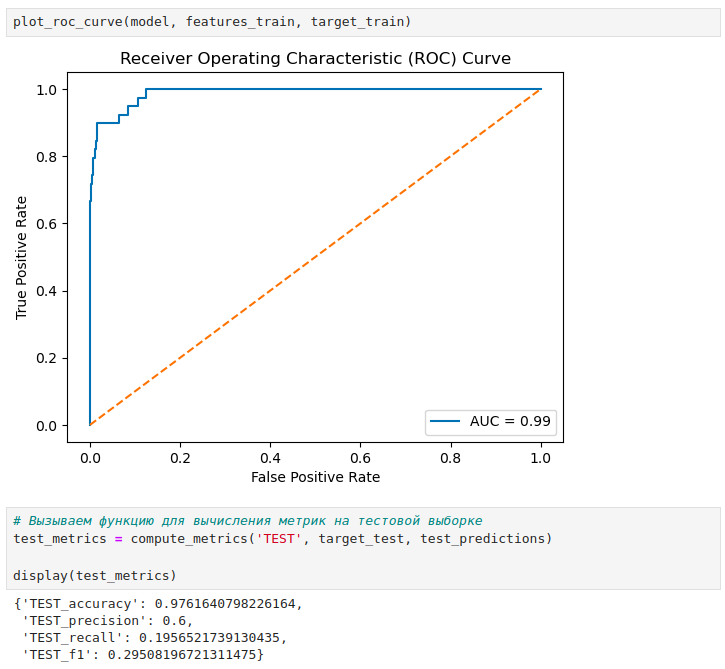 plot_roc_curve(model, features_train, target_train)
Receiver Operating Characteristic (ROC) Curve
1.0
0.8
0.6
0.4
0.2
0.0
True Positive Rate
AUC = 0.99
0.0 0.2 0.4 0.6 0.8 1.0
False Positive Rate
# Вызываем функцию для вычисления метрик на тестовой выборке
test_metrics = compute_metrics('TEST', target_test, test_predictions)
display(test_metrics)
{'TEST_accuracy': 0.9761640798226164,
'TEST_precision': 0.6,
'TEST_recall': 0.1956521739130435,
'TEST_f1': 0.29508196721311475}